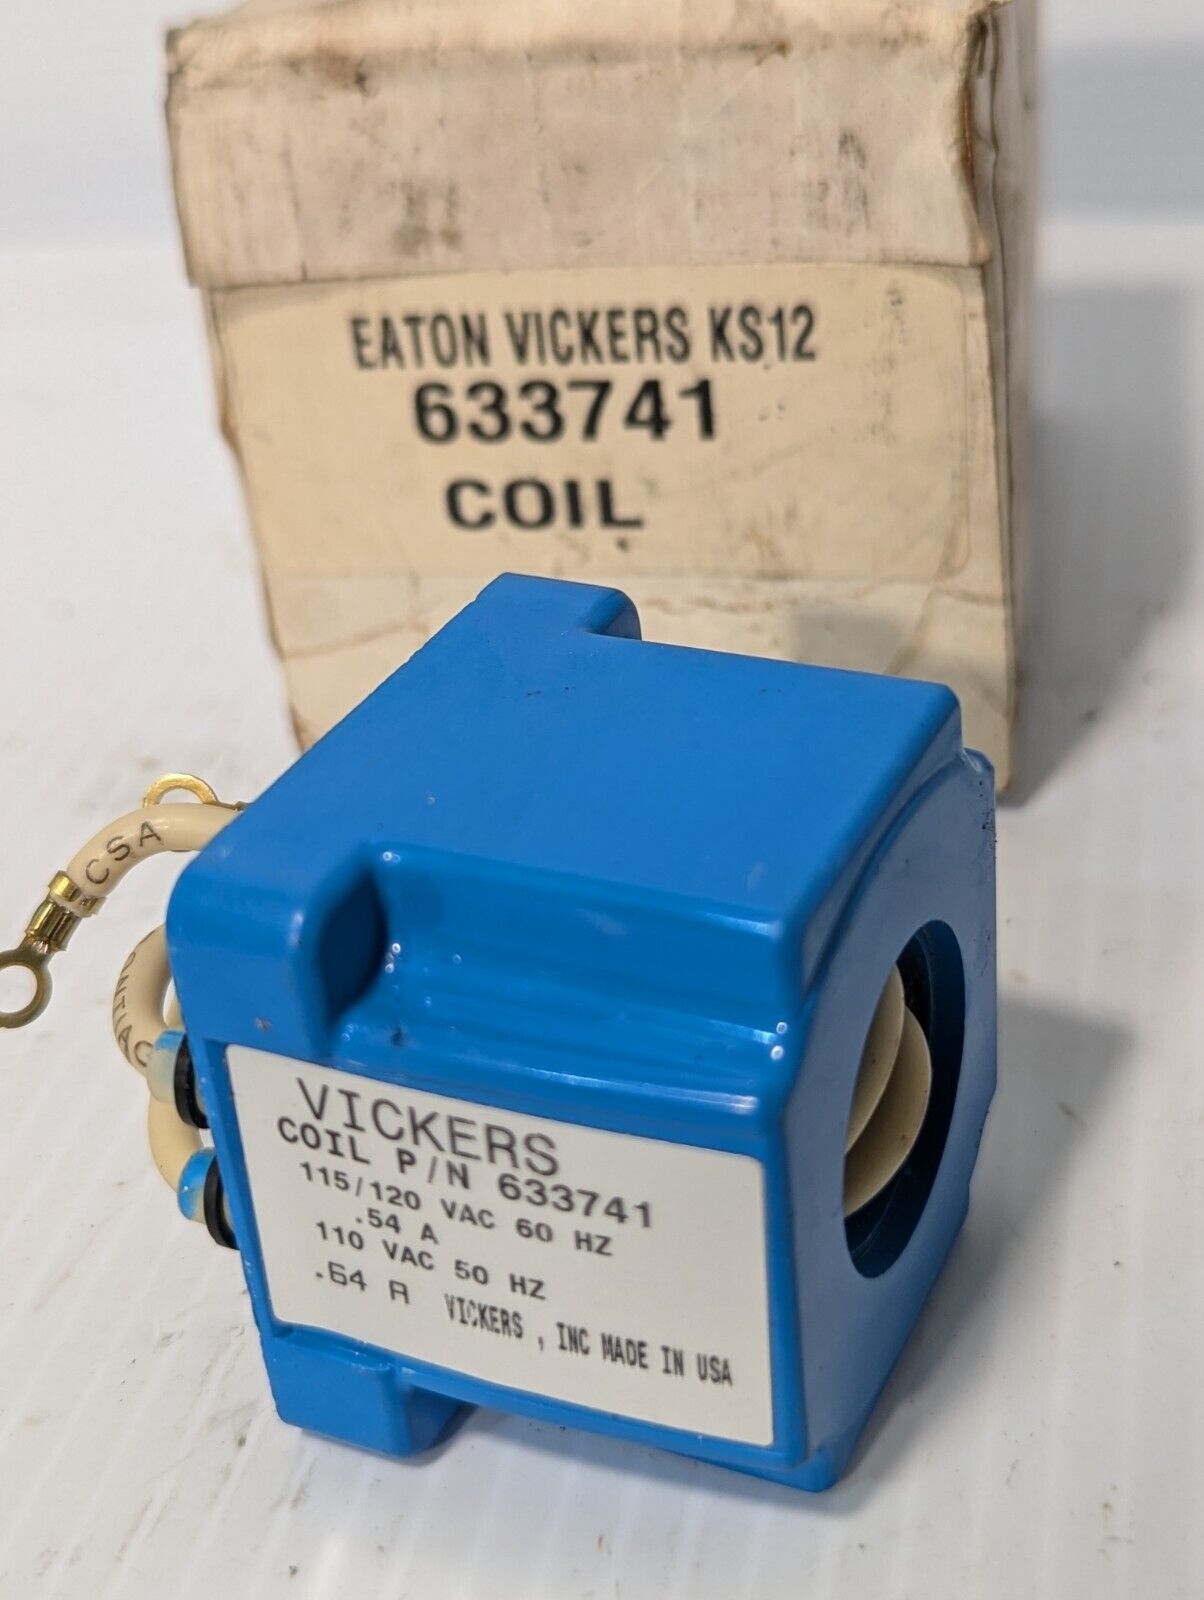 EATON VICKERS KS12
633741
COIL
CSA
VICKERS
COIL P/N 633741
115/120 VAC 60 HZ
.54 A
110 VAC 50 HZ
.64 A
VICKERS , INC MADE IN USA